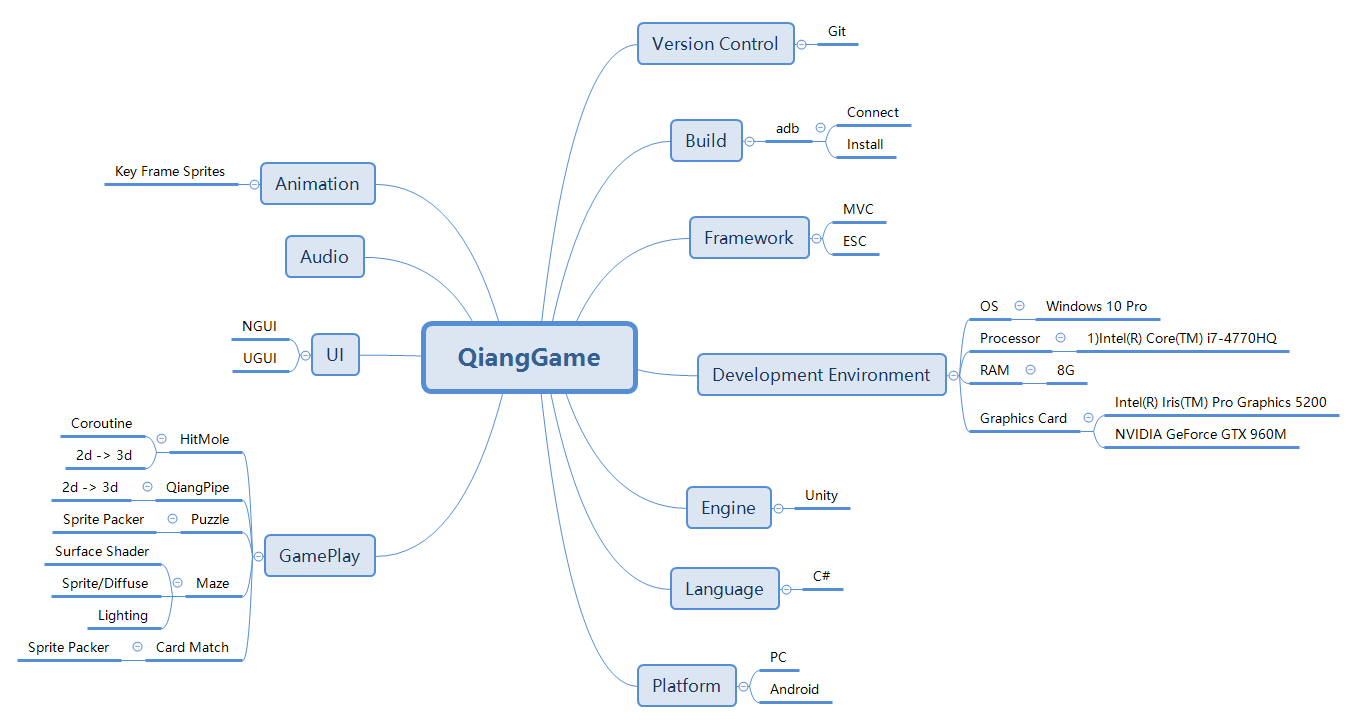 QiangGame
Version Control
Git
Build
adb
Connect
Install
Framework
MVC
ESC
Development Environment
OS
Windows 10 Pro
Processor
1)Intel(R) Core(TM) i7-4770HQ
RAM
8G
Graphics Card
Intel(R) Iris(TM) Pro Graphics 5200
NVIDIA GeForce GTX 960M
Engine
Unity
Language
C#
Platform
PC
Android
Animation
Key Frame Sprites
Audio
UI
NGUI
UGUI
GamePlay
HitMole
Coroutine
2d -> 3d
QiangPipe
2d -> 3d
Puzzle
Sprite Packer
Maze
Surface Shader
Sprite/Diffuse
Lighting
Card Match
Sprite Packer